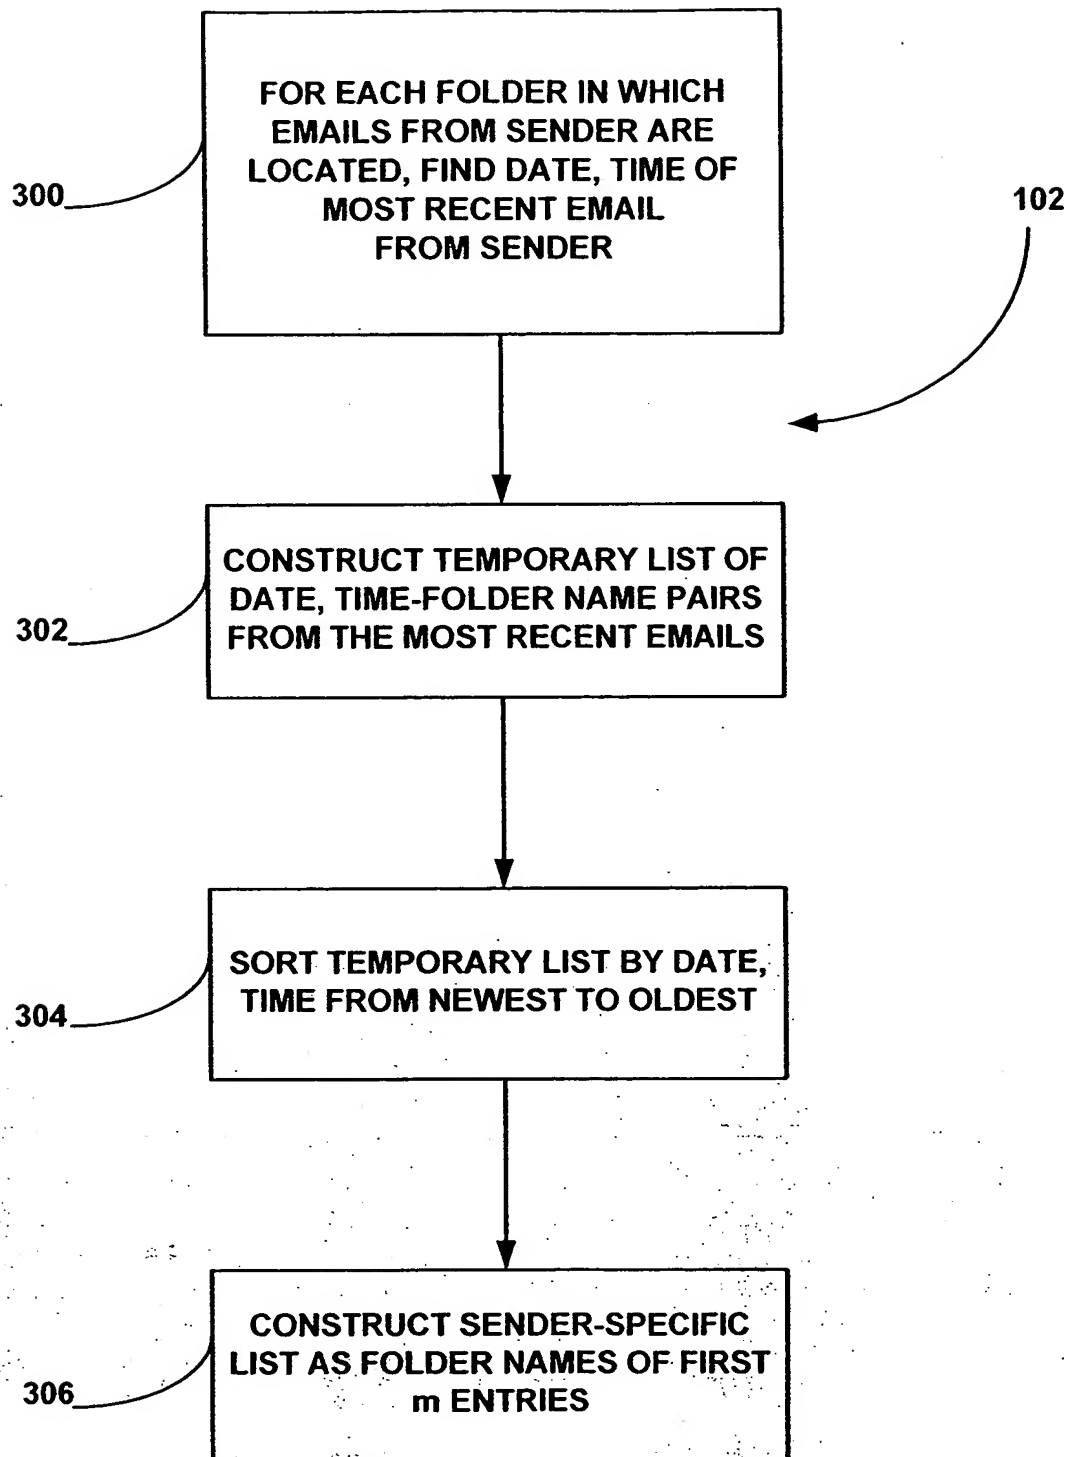 FOR EACH FOLDER IN WHICH
EMAILS FROM SENDER ARE
LOCATED, FIND DATE, TIME OF
MOST RECENT EMAIL
FROM SENDER
300
102
CONSTRUCT TEMPORARY LIST OF
DATE, TIME-FOLDER NAME PAIRS
FROM THE MOST RECENT EMAILS
302
SORT TEMPORARY LIST BY DATE,
TIME FROM NEWEST TO OLDEST
304
CONSTRUCT SENDER-SPECIFIC
LIST AS FOLDER NAMES OF FIRST
m ENTRIES
306